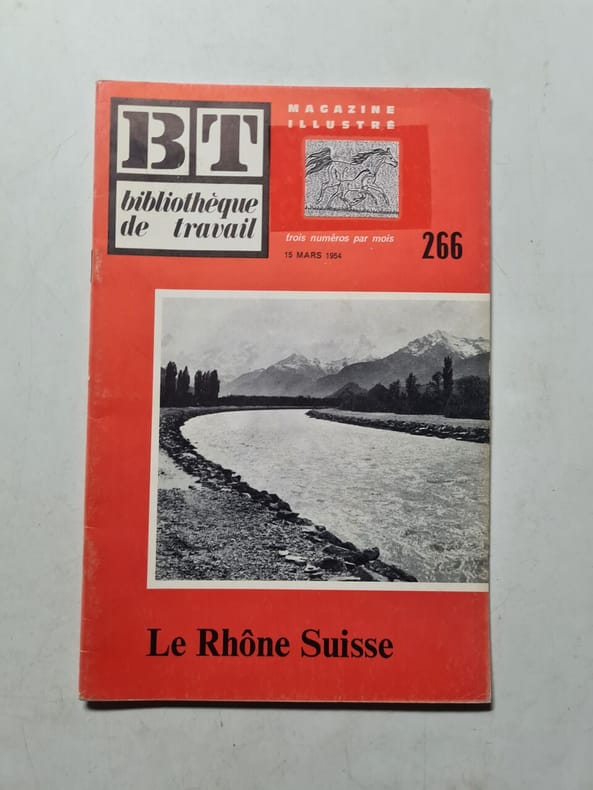 BT
bibliothèque
de travail
MAGAZINE
ILLUSTRÉ
trois numéros par mois
15 MARS 1954
266
Le Rhône Suisse